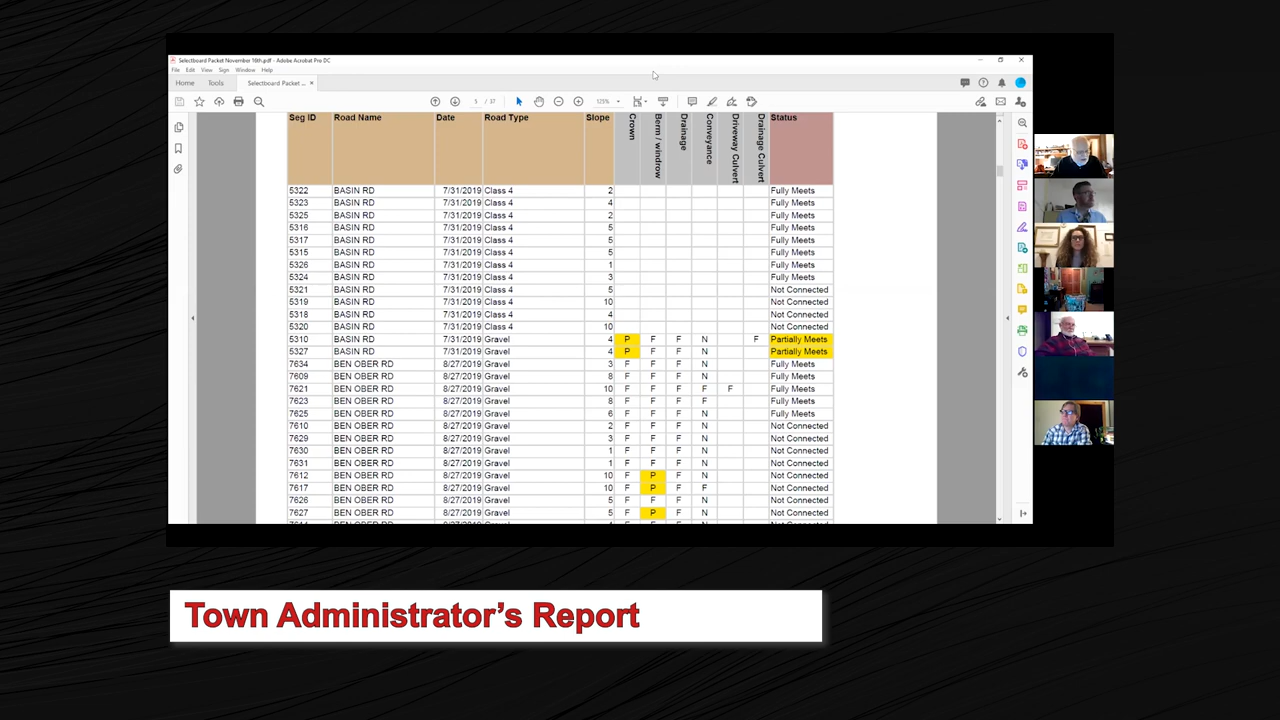 Selectboard Packet November 16th.pdf - Adobe Acrobat Pro DC
File Edit View Sign Window Help
Home Tools Selectboard Packet ... ×
5 / 37 125%
Seg ID Road Name Date Road Type Slope Crown Berm / windrow Drainage Conveyance Driveway Culvert Drainage Culvert Status
5322 BASIN RD 7/31/2019 Class 4 2 Fully Meets
5323 BASIN RD 7/31/2019 Class 4 4 Fully Meets
5325 BASIN RD 7/31/2019 Class 4 2 Fully Meets
5316 BASIN RD 7/31/2019 Class 4 5 Fully Meets
5317 BASIN RD 7/31/2019 Class 4 5 Fully Meets
5315 BASIN RD 7/31/2019 Class 4 5 Fully Meets
5326 BASIN RD 7/31/2019 Class 4 1 Fully Meets
5324 BASIN RD 7/31/2019 Class 4 3 Fully Meets
5321 BASIN RD 7/31/2019 Class 4 5 Not Connected
5319 BASIN RD 7/31/2019 Class 4 10 Not Connected
5318 BASIN RD 7/31/2019 Class 4 4 Not Connected
5320 BASIN RD 7/31/2019 Class 4 10 Not Connected
5310 BASIN RD 7/31/2019 Gravel 4 P F F N F Partially Meets
5327 BASIN RD 7/31/2019 Gravel 4 P F F N Partially Meets
7634 BEN OBER RD 8/27/2019 Gravel 3 F F F N Fully Meets
7609 BEN OBER RD 8/27/2019 Gravel 8 F F F N Fully Meets
7621 BEN OBER RD 8/27/2019 Gravel 10 F F F F F Fully Meets
7623 BEN OBER RD 8/27/2019 Gravel 8 F F F F Fully Meets
7625 BEN OBER RD 8/27/2019 Gravel 6 F F F N Fully Meets
7610 BEN OBER RD 8/27/2019 Gravel 2 F F F N Not Connected
7629 BEN OBER RD 8/27/2019 Gravel 3 F F F N Not Connected
7630 BEN OBER RD 8/27/2019 Gravel 1 F F F N Not Connected
7631 BEN OBER RD 8/27/2019 Gravel 1 F F F N Not Connected
7612 BEN OBER RD 8/27/2019 Gravel 10 F P F N Not Connected
7617 BEN OBER RD 8/27/2019 Gravel 10 F P F F Not Connected
7626 BEN OBER RD 8/27/2019 Gravel 5 F F F N Not Connected
7627 BEN OBER RD 8/27/2019 Gravel 5 F P F N Not Connected
Town Administrator's Report